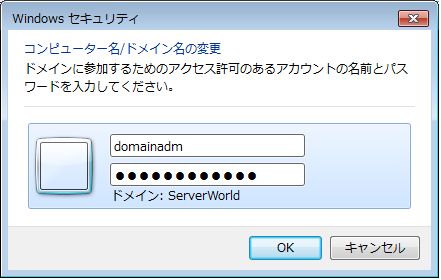 Windows セキュリティ
コンピューター名/ドメイン名の変更
ドメインに参加するためのアクセス許可のあるアカウントの名前とパス
ワードを入力してください。
domainadm
●●●●●●●●●●●●
ドメイン: ServerWorld
OK
キャンセル